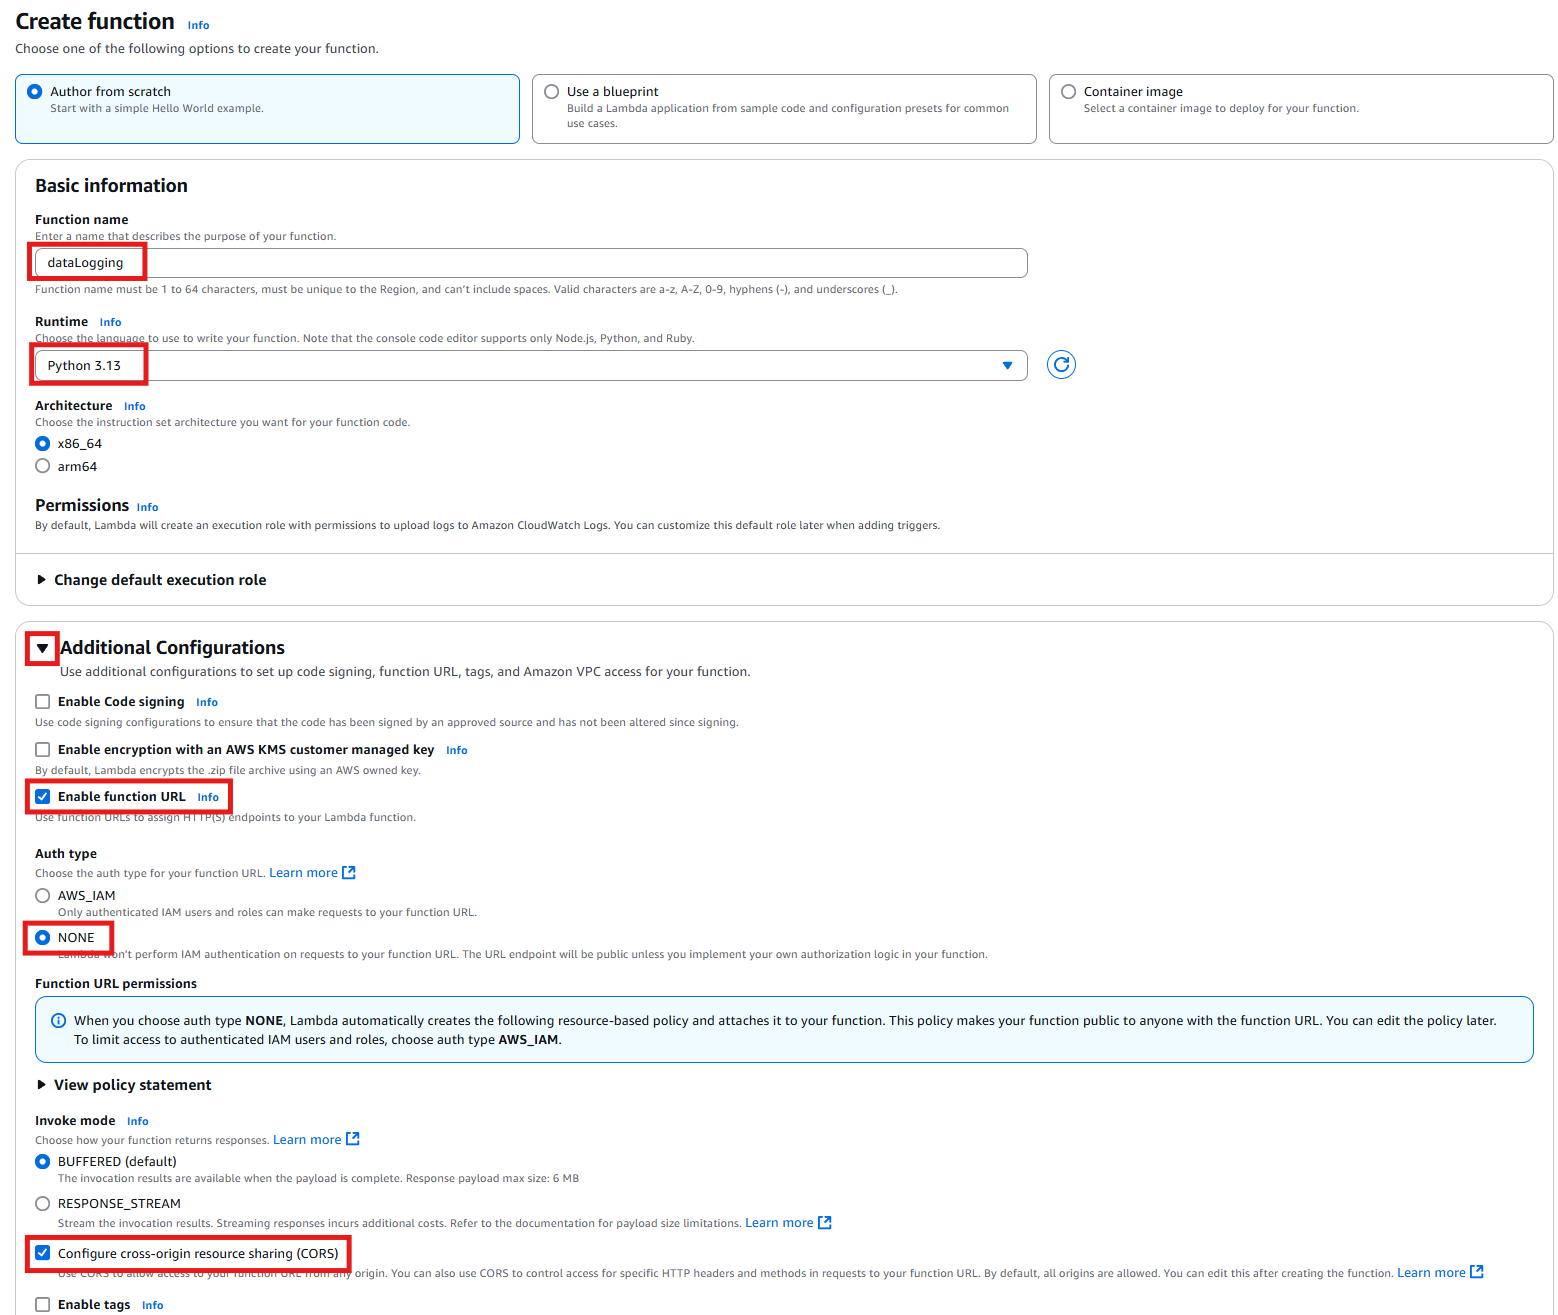 Create function Info
Choose one of the following options to create your function.
Author from scratch
Start with a simple Hello World example.
Use a blueprint
Build a Lambda application from sample code and configuration presets for common
use cases.
Container image
Select a container image to deploy for your function.
Basic information
Function name
Enter a name that describes the purpose of your function.
dataLogging
Function name must be 1 to 64 characters, must be unique to the Region, and can't include spaces. Valid characters are a-z, A-Z, 0-9, hyphens (-), and underscores (_).
Runtime Info
Choose the language to use to write your function. Note that the console code editor supports only Node.js, Python, and Ruby.
Python 3.13
Architecture Info
Choose the instruction set architecture you want for your function code.
x86_64
arm64
Permissions Info
By default, Lambda will create an execution role with permissions to upload logs to Amazon CloudWatch Logs. You can customize this default role later when adding triggers.
Change default execution role
Additional Configurations
Use additional configurations to set up code signing, function URL, tags, and Amazon VPC access for your function.
Enable Code signing Info
Use code signing configurations to ensure that the code has been signed by an approved source and has not been altered since signing.
Enable encryption with an AWS KMS customer managed key Info
By default, Lambda encrypts the .zip file archive using an AWS owned key.
Enable function URL Info
Use function URLs to assign HTTP(S) endpoints to your Lambda function.
Auth type
Choose the auth type for your function URL. Learn more
AWS_IAM
Only authenticated IAM users and roles can make requests to your function URL.
NONE
Lambda won't perform IAM authentication on requests to your function URL. The URL endpoint will be public unless you implement your own authorization logic in your function.
Function URL permissions
When you choose auth type NONE, Lambda automatically creates the following resource-based policy and attaches it to your function. This policy makes your function public to anyone with the function URL. You can edit the policy later.
To limit access to authenticated IAM users and roles, choose auth type AWS_IAM.
View policy statement
Invoke mode Info
Choose how your function returns responses. Learn more
BUFFERED (default)
The invocation results are available when the payload is complete. Response payload max size: 6 MB
RESPONSE_STREAM
Stream the invocation results. Streaming responses incurs additional costs. Refer to the documentation for payload size limitations. Learn more
Configure cross-origin resource sharing (CORS)
Use CORS to allow access to your function URL from any origin. You can also use CORS to control access for specific HTTP headers and methods in requests to your function URL. By default, all origins are allowed. You can edit this after creating the function. Learn more
Enable tags Info